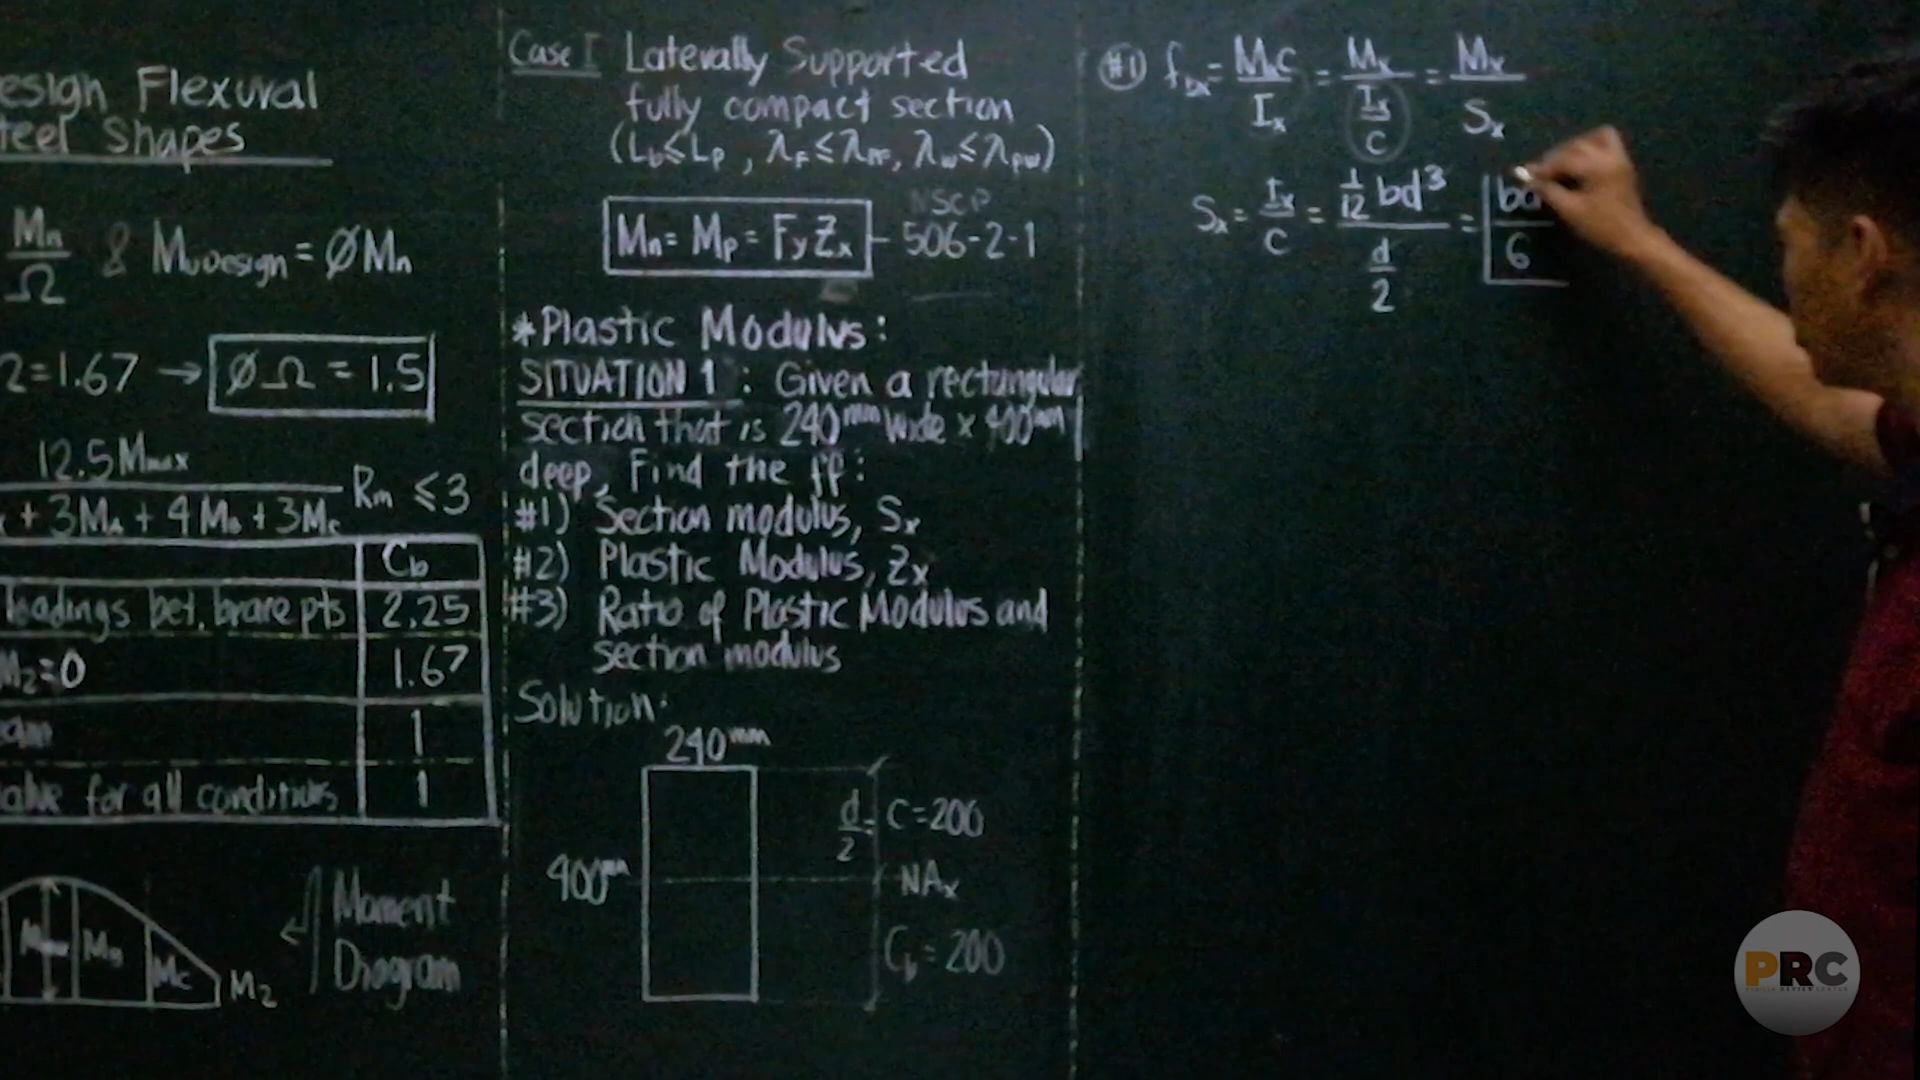 esign Flexural
teel Shapes
Mn/Ω & MuDesign = ØMn
2=1.67 → ØΩ = 1.5
12.5Mmax
+ 3MA + 4MB + 3Mc Rm ≤3
Cb
loadings bet. brace pts 2.25
M2=0 1.67
am 1
alue for all conditions 1
MB Mc M2
Moment
Diagram
Case I Laterally Supported
fully compact section
(Lb≤Lp, λF≤λPF, λw≤λpw)
NSCP
Mn = Mp = FyZx - 506-2-1
*Plastic Modulus:
SITUATION 1: Given a rectangular
section that is 240mm wide x 400mm
deep, Find the ff:
#1) Section modulus, Sx
#2) Plastic Modulus, Zx
#3) Ratio of Plastic Modulus and
section modulus
Solution:
240mm
d/2 = C=200
400mm
NAx
Cb = 200
#1) fbx = Mxc/Ix = Mx/(Ix/c) = Mx/Sx
Sx = Ix/c = (1/12 bd³)/(d/2) = bd/6
PRC